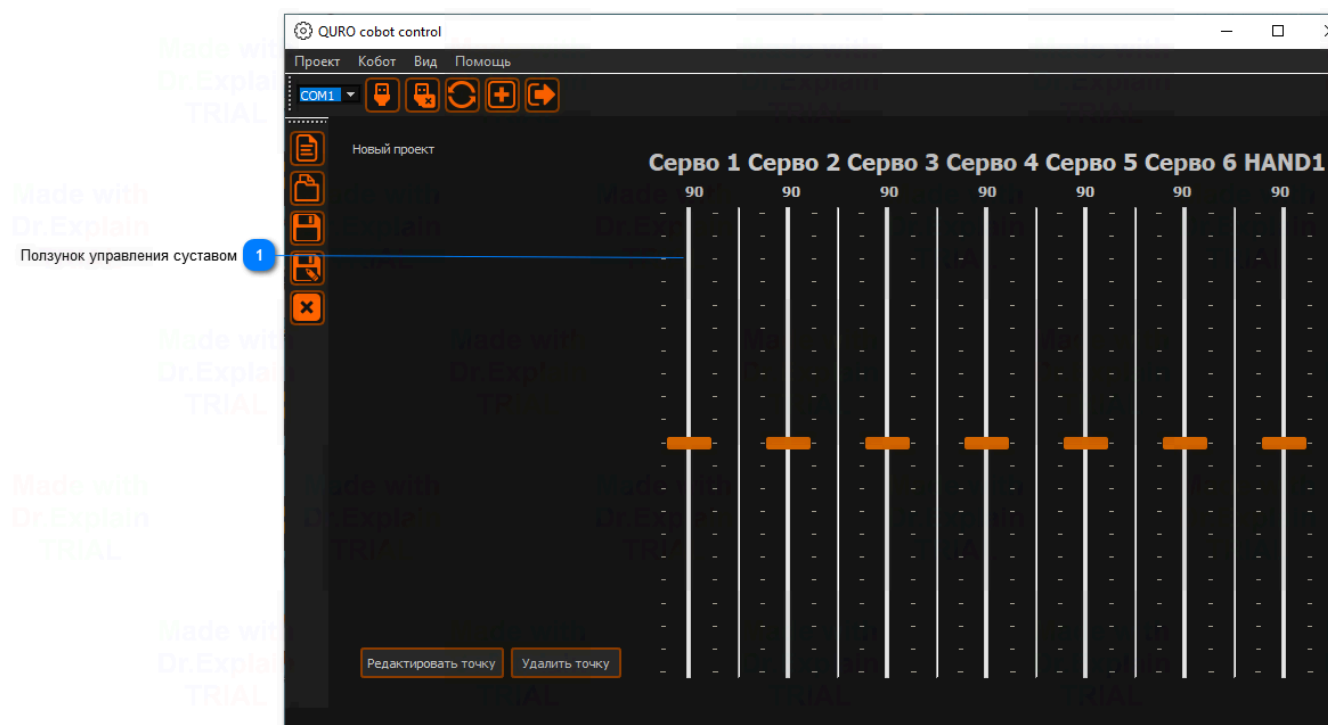 QURO cobot control
Проект Кобот Вид Помощь
COM1
Новый проект
Серво 1 Серво 2 Серво 3 Серво 4 Серво 5 Серво 6 HAND1
90 90 90 90 90 90 90
Ползунок управления суставом 1
Редактировать точку Удалить точку
Made with
Dr.Explain
TRIAL